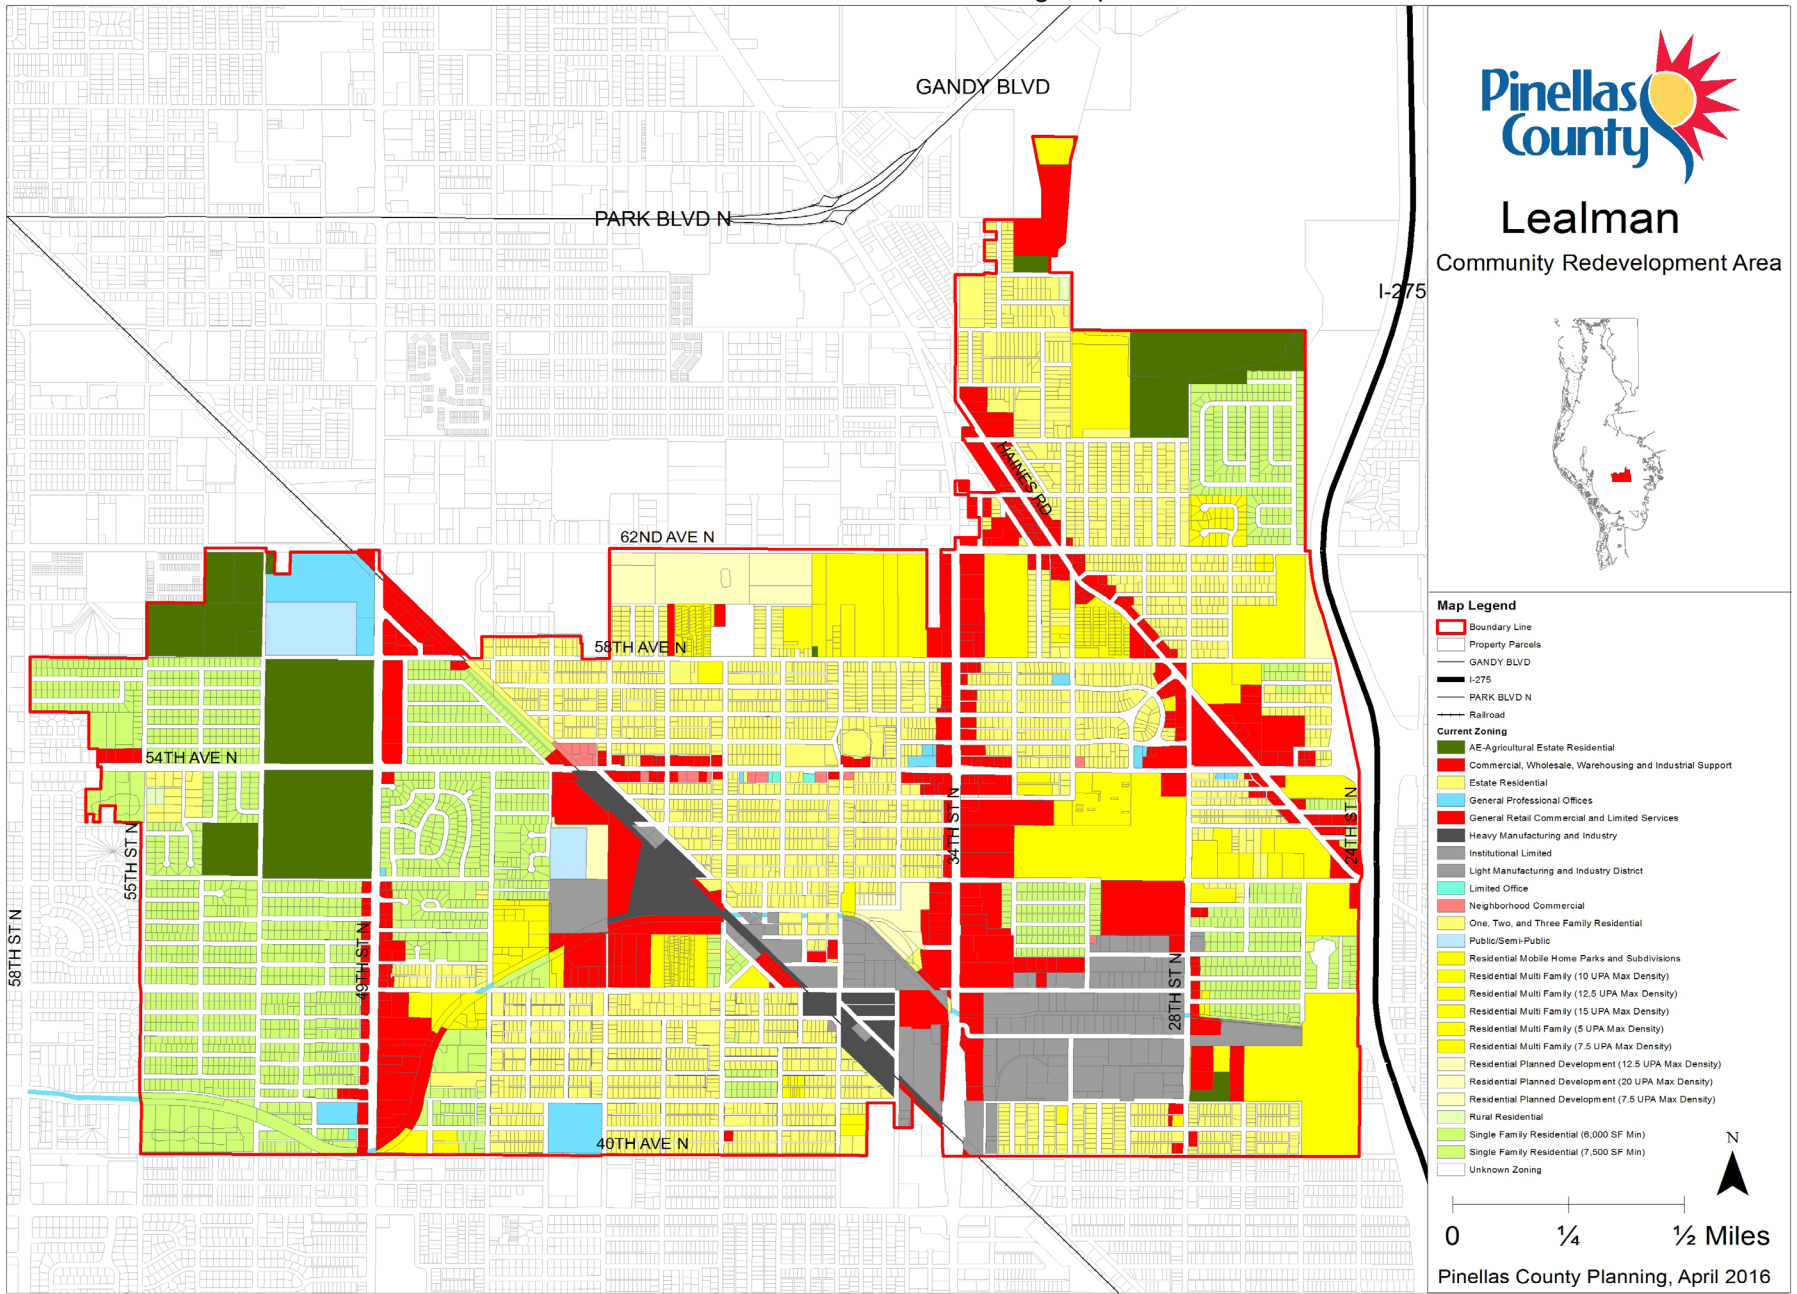 GANDY BLVD
PARK BLVD N
I-275
HAINES RD
62ND AVE N
58TH AVE N
54TH AVE N
34TH ST N
24TH ST N
55TH ST N
58TH ST N
49TH ST N
28TH ST N
40TH AVE N
Pinellas
County
Lealman
Community Redevelopment Area
Map Legend
Boundary Line
Property Parcels
GANDY BLVD
I-275
PARK BLVD N
Railroad
Current Zoning
AE-Agricultural Estate Residential
Commercial, Wholesale, Warehousing and Industrial Support
Estate Residential
General Professional Offices
General Retail Commercial and Limited Services
Heavy Manufacturing and Industry
Institutional Limited
Light Manufacturing and Industry District
Limited Office
Neighborhood Commercial
One, Two, and Three Family Residential
Public/Semi-Public
Residential Mobile Home Parks and Subdivisions
Residential Multi Family (10 UPA Max Density)
Residential Multi Family (12.5 UPA Max Density)
Residential Multi Family (15 UPA Max Density)
Residential Multi Family (5 UPA Max Density)
Residential Multi Family (7.5 UPA Max Density)
Residential Planned Development (12.5 UPA Max Density)
Residential Planned Development (20 UPA Max Density)
Residential Planned Development (7.5 UPA Max Density)
Rural Residential
Single Family Residential (6,000 SF Min)
Single Family Residential (7,500 SF Min)
Unknown Zoning
N
0 ¼ ½ Miles
Pinellas County Planning, April 2016